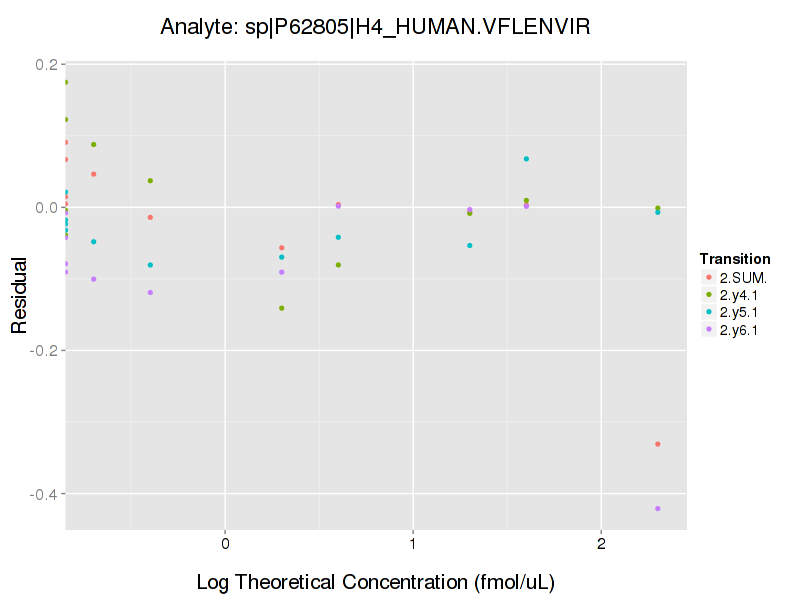 Analyte: sp|P62805|H4_HUMAN.VFLENVIR
0.2
0.0
-0.2
-0.4
Residual
0 1 2
Log Theoretical Concentration (fmol/uL)
Transition
2.SUM.
2.y4.1
2.y5.1
2.y6.1